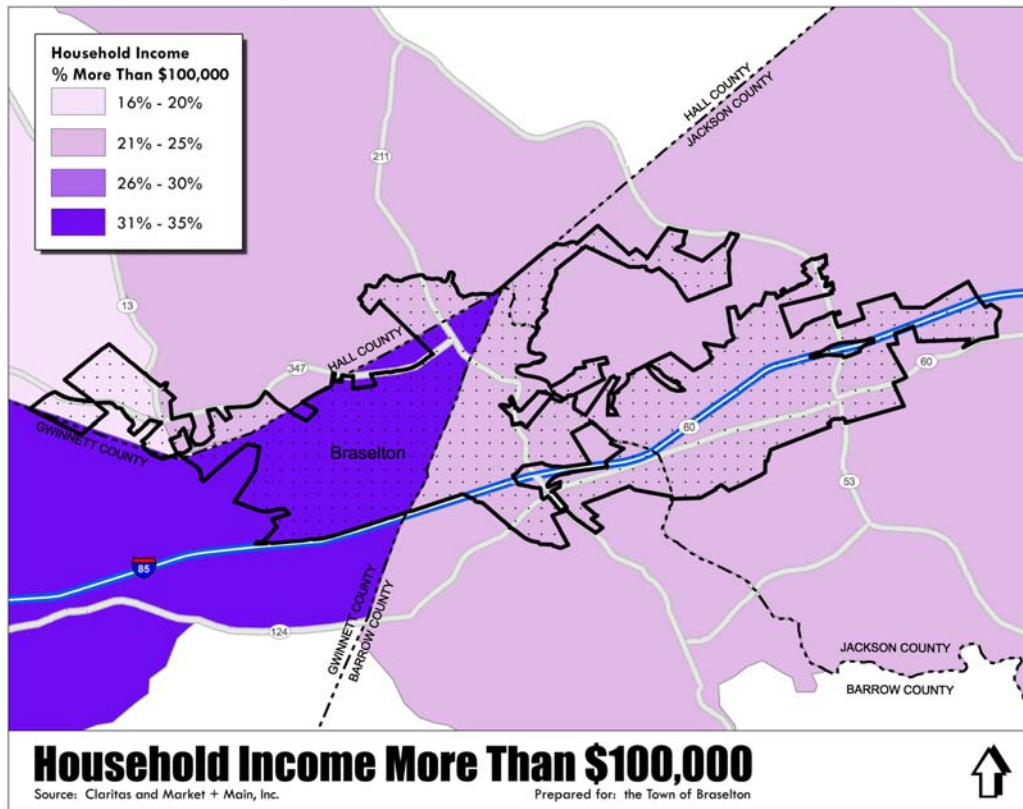 Household Income
% More Than $100,000
16% - 20%
21% - 25%
26% - 30%
31% - 35%
HALL COUNTY
JACKSON COUNTY
211
13
HALL COUNTY
347
60
GWINNETT COUNTY
Braselton
60
53
85
GWINNETT COUNTY
BARROW COUNTY
124
JACKSON COUNTY
BARROW COUNTY
Household Income More Than $100,000
Source: Claritas and Market + Main, Inc.
Prepared for: the Town of Braselton